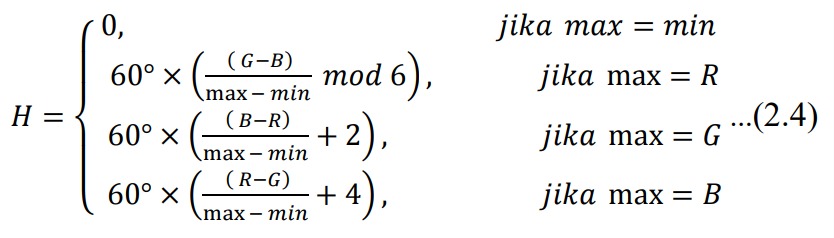 H = { 0, jika max = min
60° × ( (G−B) / (max − min) mod 6 ), jika max = R
60° × ( (B−R) / (max − min) + 2 ), jika max = G ...(2.4)
60° × ( (R−G) / (max − min) + 4 ), jika max = B